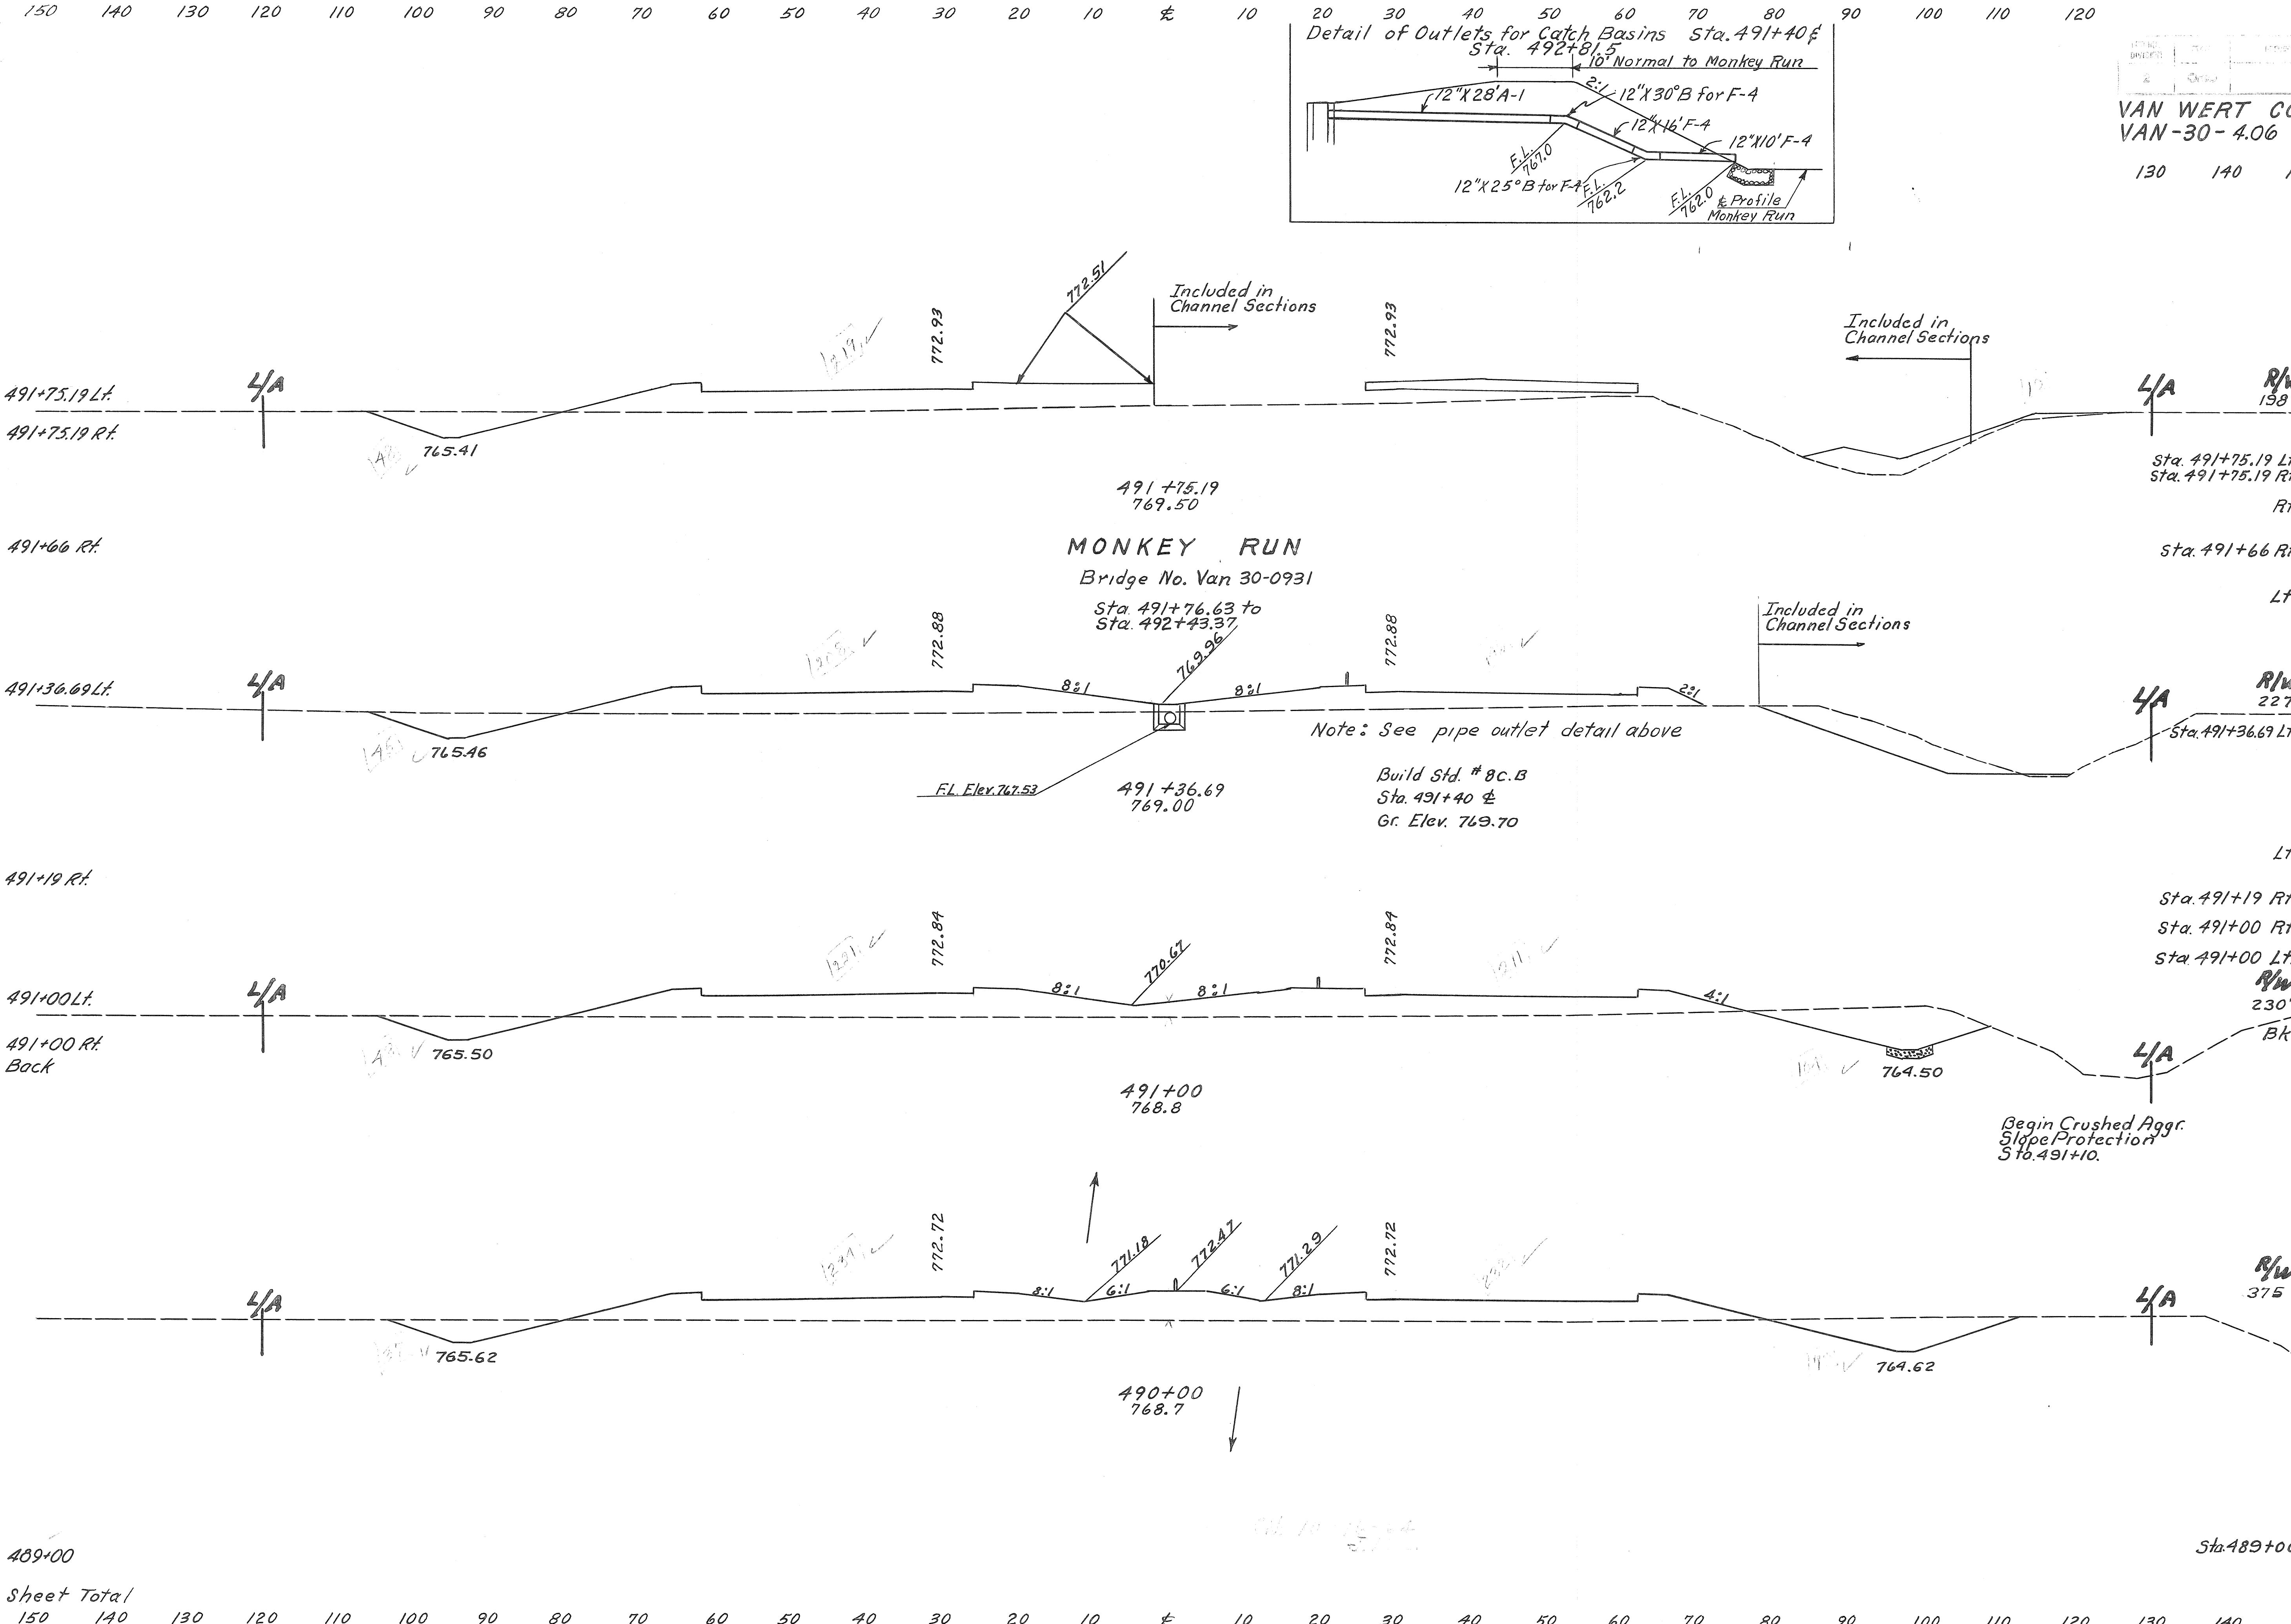 150 140 130 120 110 100 90 80 70 60 50 40 30 20 10 ℄ 10 20 30 40 50 60 70 80 90 100 110 120
Detail of Outlets for Catch Basins Sta. 491+40 ℄
Sta. 492+81.5
10' Normal to Monkey Run
2:1
12"X28'A-1
12"X30°B for F-4
12"X16'F-4
12"X10'F-4
F.L. 767.0
12"X25°B for F-4
F.L. 762.2
F.L. 762.0
℄ Profile
Monkey Run
VAN WERT CO
VAN-30-4.06
130 140 1
772.51
Included in
Channel Sections
772.93
772.93
Included in
Channel Sections
491+75.19 Lt.
L/A
L/A
R/W
198
491+75.19 Rt.
765.41
Sta. 491+75.19 Lt
Sta. 491+75.19 Rt
491+75.19
769.50
Rt
491+66 Rt.
MONKEY RUN
Sta. 491+66 Rt
Bridge No. Van 30-0931
Lt
Sta. 491+76.63 to
Sta. 492+43.37
772.88
769.96
772.88
Included in
Channel Sections
491+36.69 Lt.
L/A
8:1
8:1
2:1
L/A
R/W
227
765.46
Note: See pipe outlet detail above
Sta. 491+36.69 Lt
F.L. Elev. 767.53
491+36.69
769.00
Build Std. #8 C.B
Sta. 491+40 ℄
Gr. Elev. 769.70
Lt
491+19 Rt.
Sta. 491+19 Rt
Sta. 491+00 Rt
Sta. 491+00 Lt.
772.84
770.67
772.84
491+00 Lt.
L/A
8:1
8:1
4:1
R/W
230'
491+00 Rt.
Back
765.50
764.50
L/A
Bk
491+00
768.8
Begin Crushed Aggr.
Slope Protection
Sta. 491+10.
772.72
771.18
772.47
771.29
772.72
L/A
8:1
6:1
6:1
8:1
L/A
R/W
375
765.62
764.62
490+00
768.7
489+00
Sta. 489+00
Sheet Total
150 140 130 120 110 100 90 80 70 60 50 40 30 20 10 ℄ 10 20 30 40 50 60 70 80 90 100 110 120 130 140